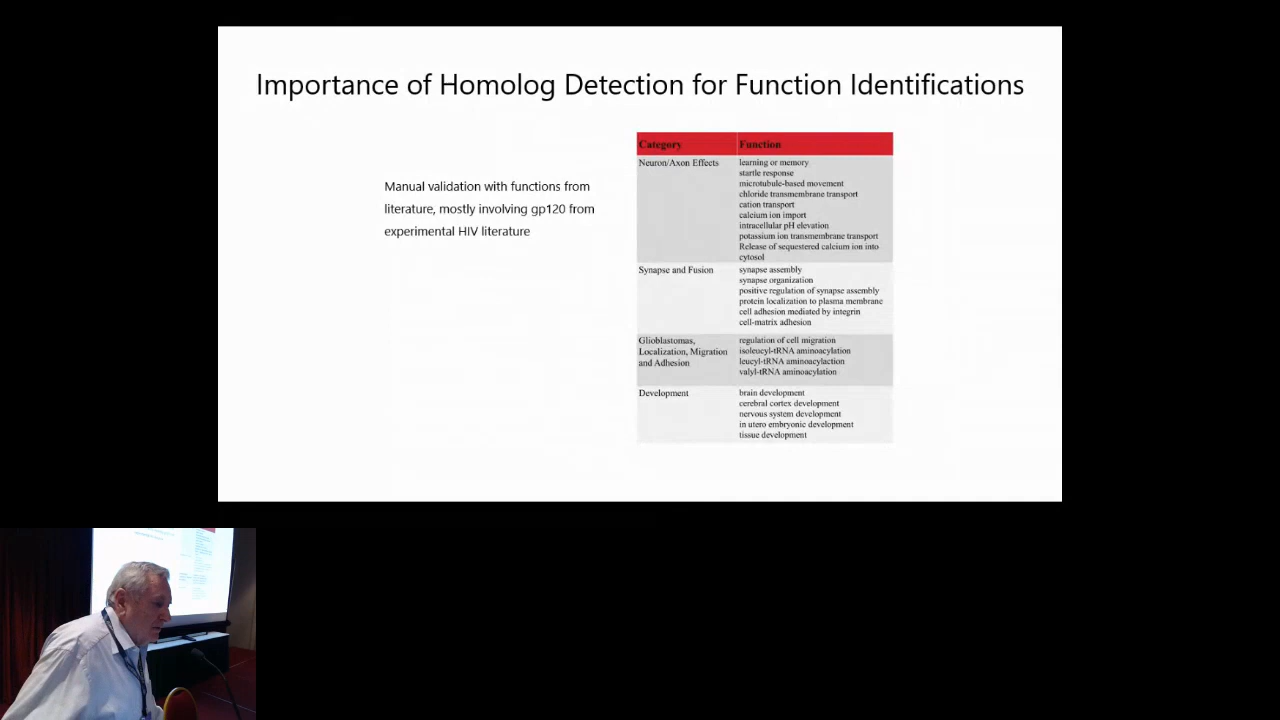 Importance of Homolog Detection for Function Identifications
Manual validation with functions from
literature, mostly involving gp120 from
experimental HIV literature
Category Function
Neuron/Axon Effects learning or memory
startle response
microtubule-based movement
chloride transmembrane transport
cation transport
calcium ion import
intracellular pH elevation
potassium ion transmembrane transport
Release of sequestered calcium ion into
cytosol
Synapse and Fusion synapse assembly
synapse organization
positive regulation of synapse assembly
protein localization to plasma membrane
cell adhesion mediated by integrin
cell-matrix adhesion
Glioblastomas, regulation of cell migration
Localization, Migration isoleucyl-tRNA aminoacylation
and Adhesion leucyl-tRNA aminoacylaction
valyl-tRNA aminoacylation
Development brain development
cerebral cortex development
nervous system development
in utero embryonic development
tissue development